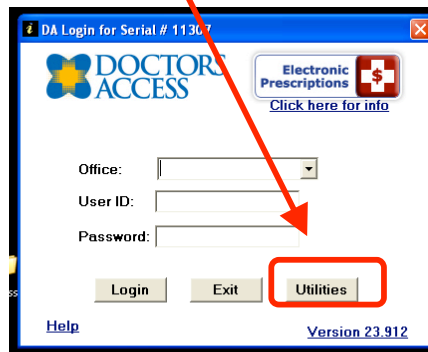 DA Login for Serial # 11307
DOCTORS
ACCESS
Electronic
Prescriptions
$
Click here for info
Office:
User ID:
Password:
Login Exit Utilities
Help Version 23.912
ss